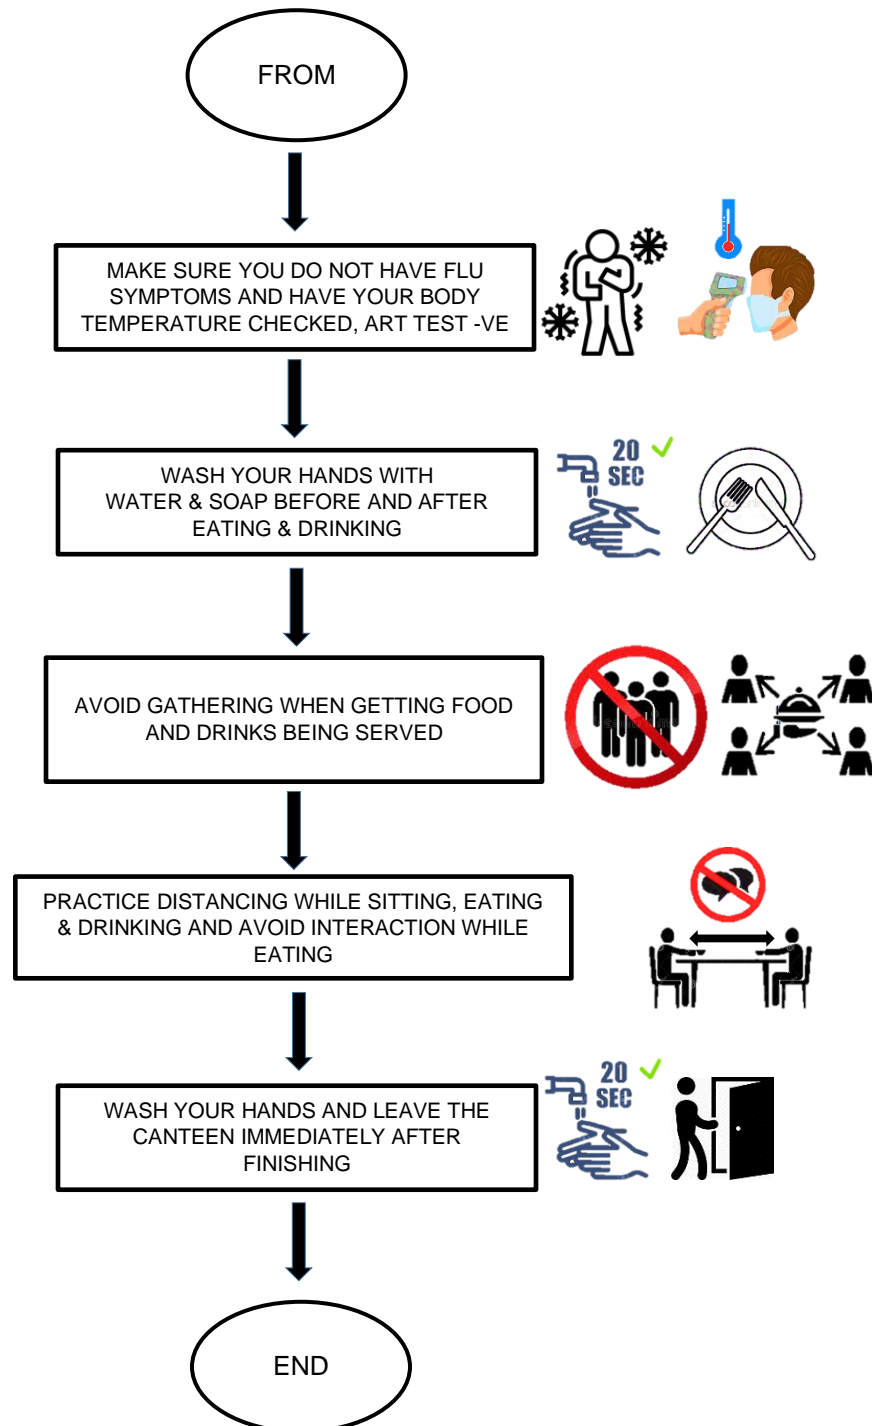 FROM
MAKE SURE YOU DO NOT HAVE FLU
SYMPTOMS AND HAVE YOUR BODY
TEMPERATURE CHECKED, ART TEST -VE
WASH YOUR HANDS WITH
WATER & SOAP BEFORE AND AFTER
EATING & DRINKING
20
SEC
AVOID GATHERING WHEN GETTING FOOD
AND DRINKS BEING SERVED
PRACTICE DISTANCING WHILE SITTING, EATING
& DRINKING AND AVOID INTERACTION WHILE
EATING
WASH YOUR HANDS AND LEAVE THE
CANTEEN IMMEDIATELY AFTER
FINISHING
20
SEC
END